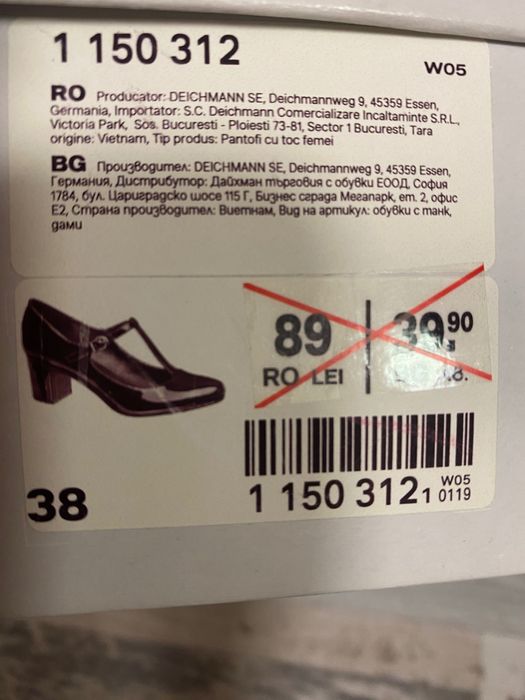 1 150 312
W05
RO Producator: DEICHMANN SE, Deichmannweg 9, 45359 Essen,
Germania, Importator: S.C. Deichmann Comercializare Incaltaminte S.R.L.,
Victoria Park, Sos. Bucuresti - Ploiesti 73-81, Sector 1 Bucuresti, Tara
origine: Vietnam, Tip produs: Pantofi cu toc femei
BG Производител: DEICHMANN SE, Deichmannweg 9, 45359 Essen,
Германия, Дистрибутор: Дайхман търговия с обувки ЕООД, София
1784, бул. Цариградско шосе 115 Г, Бизнес сграда Мегапарк, ет. 2, офис
Е2, Страна производител: Виетнам, Вид на артикул: обувки с танк,
дами
89
39,90
RO LEI
38
W05
1 150 312 1 0119